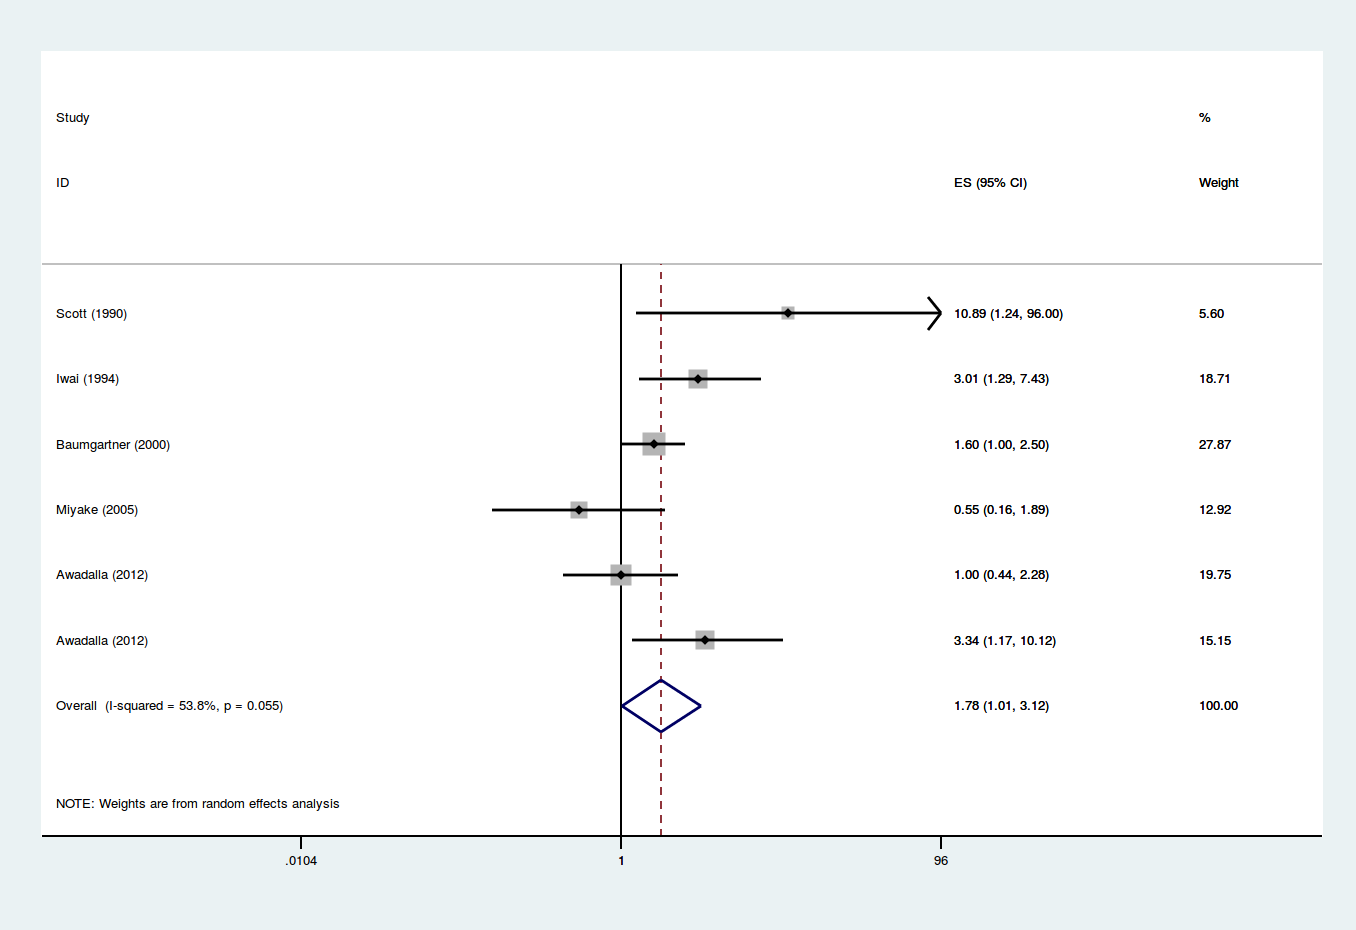 Study %
ID ES (95% CI) Weight
Scott (1990) 10.89 (1.24, 96.00) 5.60
Iwai (1994) 3.01 (1.29, 7.43) 18.71
Baumgartner (2000) 1.60 (1.00, 2.50) 27.87
Miyake (2005) 0.55 (0.16, 1.89) 12.92
Awadalla (2012) 1.00 (0.44, 2.28) 19.75
Awadalla (2012) 3.34 (1.17, 10.12) 15.15
Overall (I-squared = 53.8%, p = 0.055) 1.78 (1.01, 3.12) 100.00
NOTE: Weights are from random effects analysis
.0104 1 96